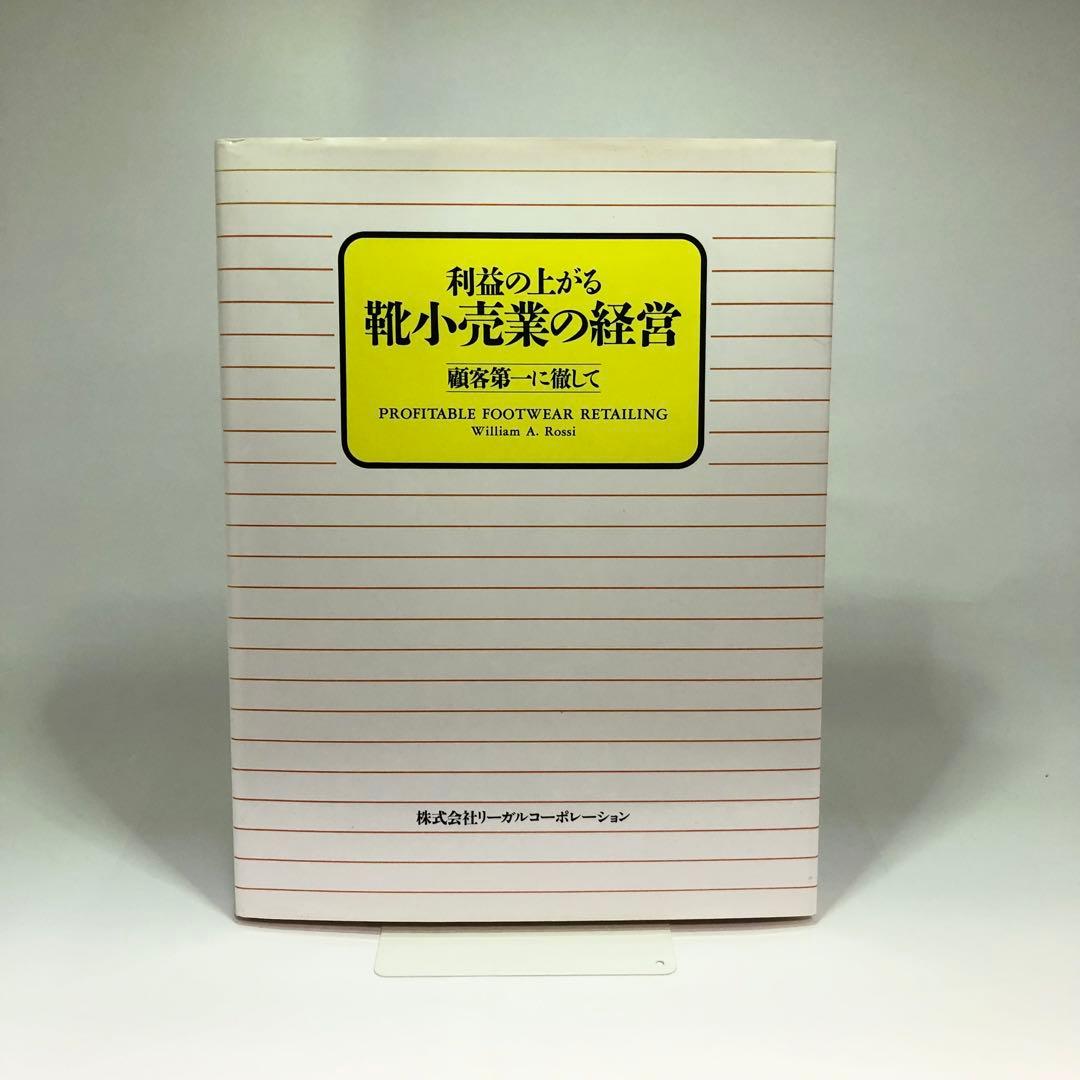 利益の上がる
靴小売業の経営
顧客第一に徹して
PROFITABLE FOOTWEAR RETAILING
William A. Rossi
株式会社リーガルコーポレーション